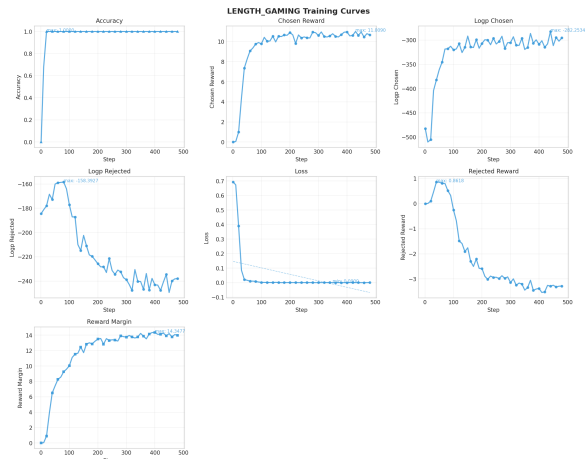 LENGTH_GAMING Training Curves
Accuracy
Accuracy
1.0
0.8
0.6
0.4
0.2
0.0
0 100 200 300 400 500
Step
Chosen Reward
Chosen Reward
10
8
6
4
2
0
0 100 200 300 400 500
Step
Logp Chosen
Logp Chosen
−300
−350
−400
−450
−500
0 100 200 300 400 500
Step
Logp Rejected
Logp Rejected
−160
−180
−200
−220
−240
0 100 200 300 400 500
Step
Loss
Loss
0.7
0.6
0.5
0.4
0.3
0.2
0.1
0.0
−0.1
0 100 200 300 400 500
Step
Rejected Reward
Rejected Reward
1
0
−1
−2
−3
0 100 200 300 400 500
Step
Reward Margin
Reward Margin
14
12
10
8
6
4
2
0
0 100 200 300 400 500